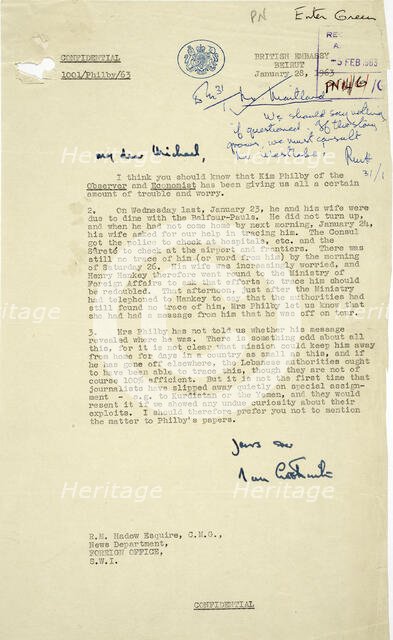 PN Enter Green
CONFIDENTIAL
1001/Philby/63
BRITISH EMBASSY
BEIRUT
January 28, 1963
REC
A
-5 FEB 1963
Mr Maitland
We should say nothing
if questioned. If the story
grows, we must consult
31/1
My dear Michael,
I think you should know that Kim Philby of the
Observer and Economist has been giving us all a certain
amount of trouble and worry.
2. On Wednesday last, January 23, he and his wife were
due to dine with the Balfour-Pauls. He did not turn up,
and when he had not come home by next morning, January 24,
his wife asked for our help in tracing him. The Consul
got the police to check at hospitals, etc. and the
Sûreté to check at the airport and frontiers. There was
still no trace of him (or word from him) by the morning
of Saturday 26. His wife was increasingly worried, and
Henry Hankey therefore went round to the Ministry of
Foreign Affairs to ask that efforts to trace him should
be redoubled. That afternoon, just after the Ministry
had telephoned to Hankey to say that the authorities had
still found no trace of him, Mrs Philby let us know that
she had had a message from him that he was off on tour.
3. Mrs Philby has not told us whether his message
revealed where he was. There is something odd about all
this, for it is not clear what mission could keep him away
from home for days in a country as small as this, and if
he has gone off elsewhere, the Lebanese authorities ought
to have been able to trace this, though they are not of
course 100% efficient. But it is not the first time that
journalists have slipped away quietly on special assign-
ment - e.g. to Kurdistan or the Yemen, and they would
resent it if we showed any undue curiosity about their
exploits. I should therefore prefer you not to mention
the matter to Philby's papers.
Yours ever
R.M. Hadow Esquire, C.M.G.,
News Department,
FOREIGN OFFICE,
S.W.I.
CONFIDENTIAL
Heritage
Heritage
Heritage
Heritage
Heritage
Heritage